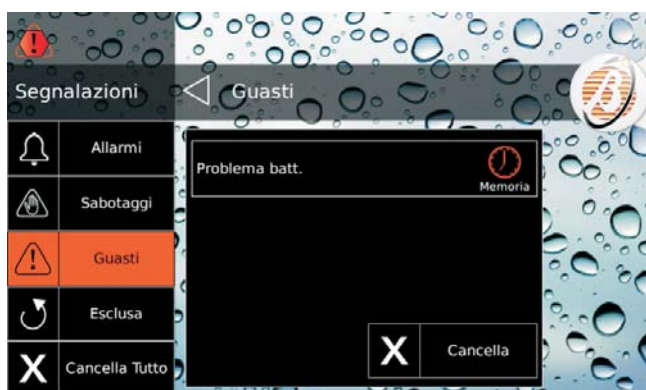 Segnalazioni
Guasti
Allarmi
Sabotaggi
Guasti
Esclusa
X Cancella Tutto
Problema batt.
Memoria
X Cancella